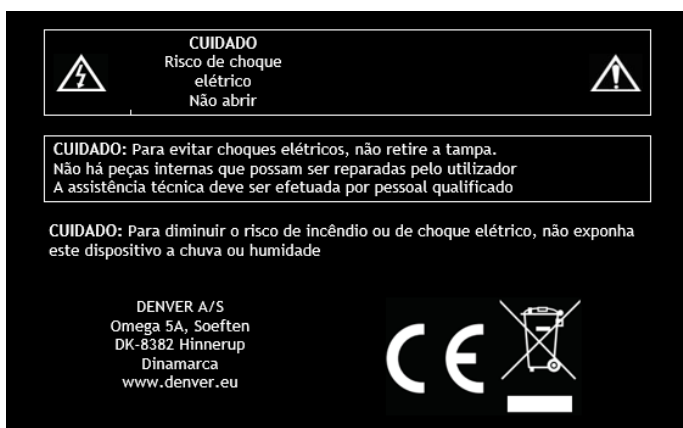 CUIDADO
Risco de choque
elétrico
Não abrir
CUIDADO: Para evitar choques elétricos, não retire a tampa.
Não há peças internas que possam ser reparadas pelo utilizador
A assistência técnica deve ser efetuada por pessoal qualificado
CUIDADO: Para diminuir o risco de incêndio ou de choque elétrico, não exponha
este dispositivo a chuva ou humidade
DENVER A/S
Omega 5A, Soeften
DK-8382 Hinnerup
Dinamarca
www.denver.eu
CE